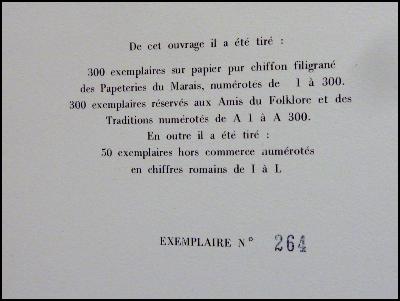 De cet ouvrage il a été tiré :
300 exemplaires sur papier pur chiffon filigrané
des Papeteries du Marais, numérotés de 1 à 300.
300 exemplaires réservés aux Amis du Folklore et des
Traditions numérotés de A 1 à A 300.
En outre il a été tiré :
50 exemplaires hors commerce numérotés
en chiffres romains de I à L
EXEMPLAIRE N° 264